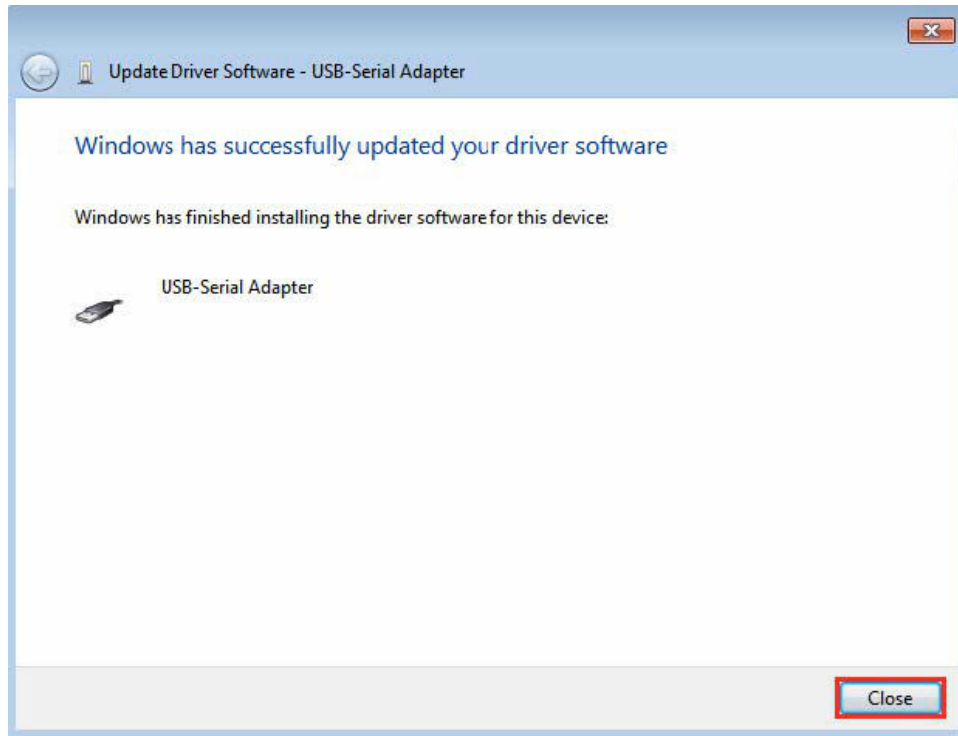 Update Driver Software - USB-Serial Adapter
Windows has successfully updated your driver software
Windows has finished installing the driver software for this device:
USB-Serial Adapter
Close